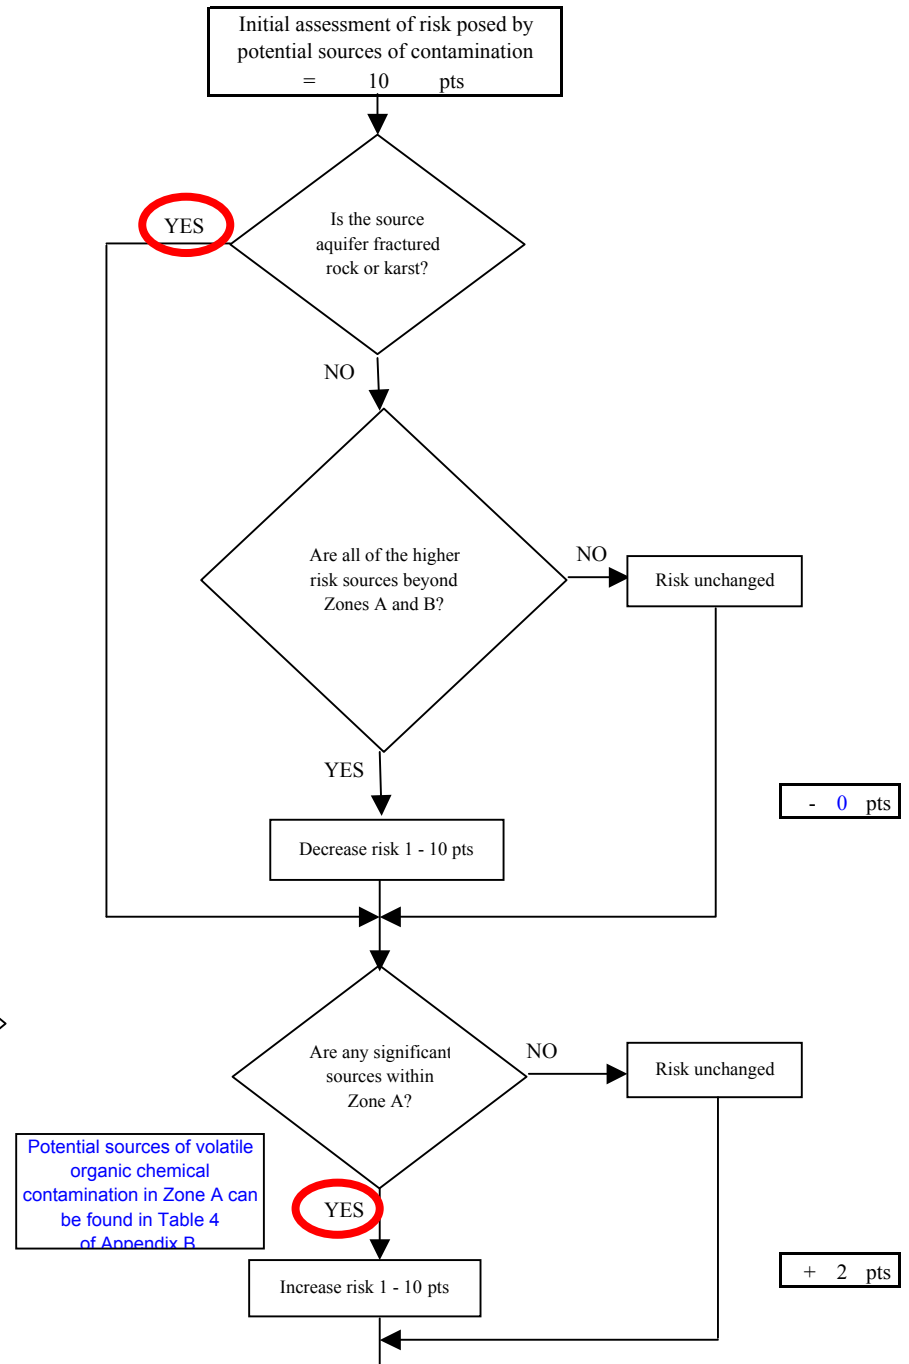 Initial assessment of risk posed by
potential sources of contamination
= 10 pts
YES
Is the source
aquifer fractured
rock or karst?
NO
Are all of the higher
risk sources beyond
Zones A and B?
NO
Risk unchanged
YES
- 0 pts
Decrease risk 1 - 10 pts
Are any significant
sources within
Zone A?
NO
Risk unchanged
Potential sources of volatile
organic chemical
contamination in Zone A can
be found in Table 4
of Appendix B
YES
+ 2 pts
Increase risk 1 - 10 pts